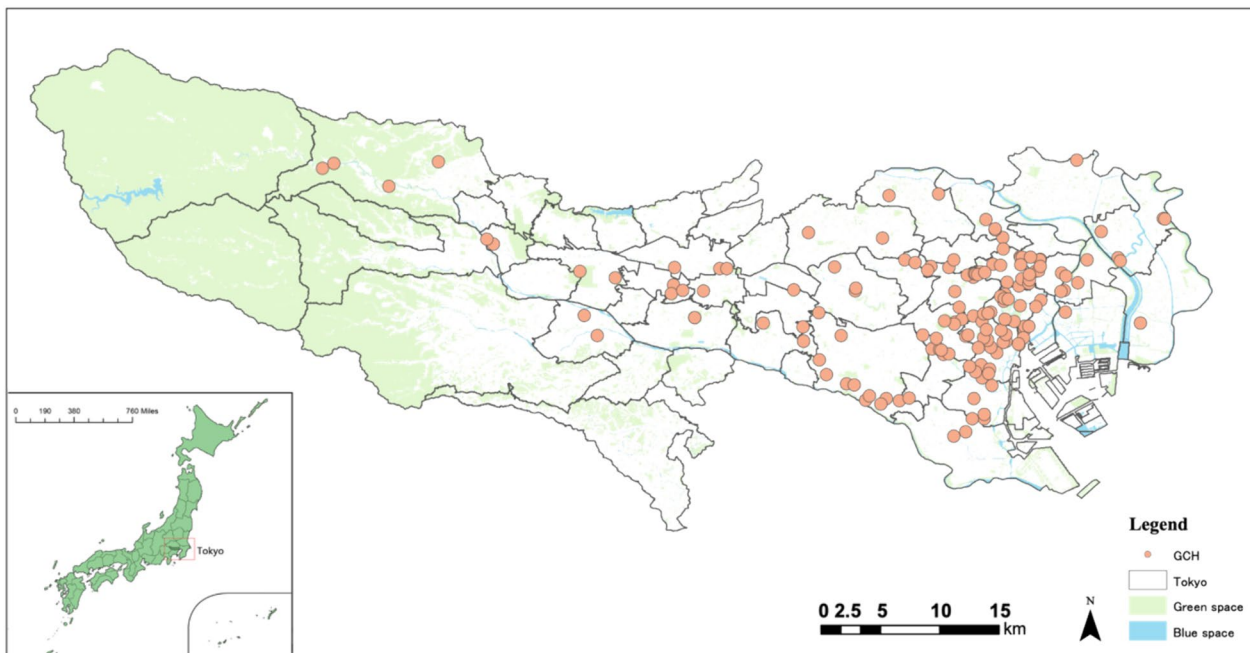 0 190 380 760 Miles
Tokyo
Legend
GCH
Tokyo
Green space
Blue space
N
0 2.5 5 10 15
km